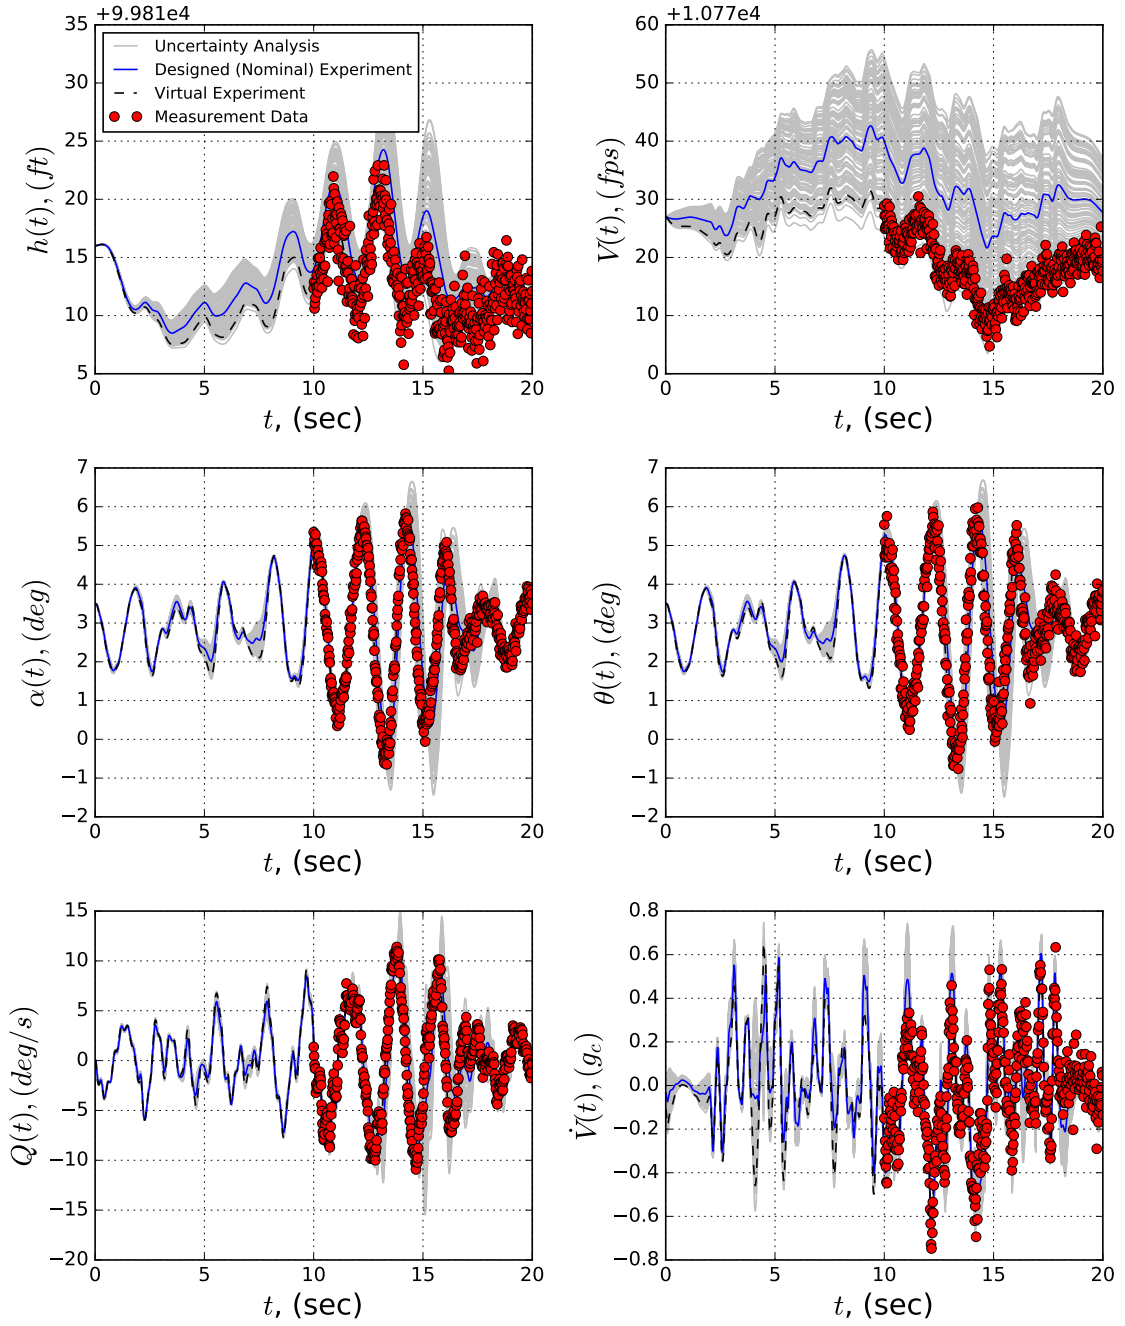 +9.981e4
35
30
25
20
15
10
5
h(t), (ft)
Uncertainty Analysis
Designed (Nominal) Experiment
Virtual Experiment
Measurement Data
0 5 10 15 20
t, (sec)
+1.077e4
60
50
40
30
20
10
0
V(t), (fps)
0 5 10 15 20
t, (sec)
7
6
5
4
3
2
1
0
−1
−2
α(t), (deg)
0 5 10 15 20
t, (sec)
7
6
5
4
3
2
1
0
−1
−2
θ(t), (deg)
0 5 10 15 20
t, (sec)
15
10
5
0
−5
−10
−15
−20
Q(t), (deg/s)
0 5 10 15 20
t, (sec)
0.8
0.6
0.4
0.2
0.0
−0.2
−0.4
−0.6
−0.8
V̇(t), (g_c)
0 5 10 15 20
t, (sec)